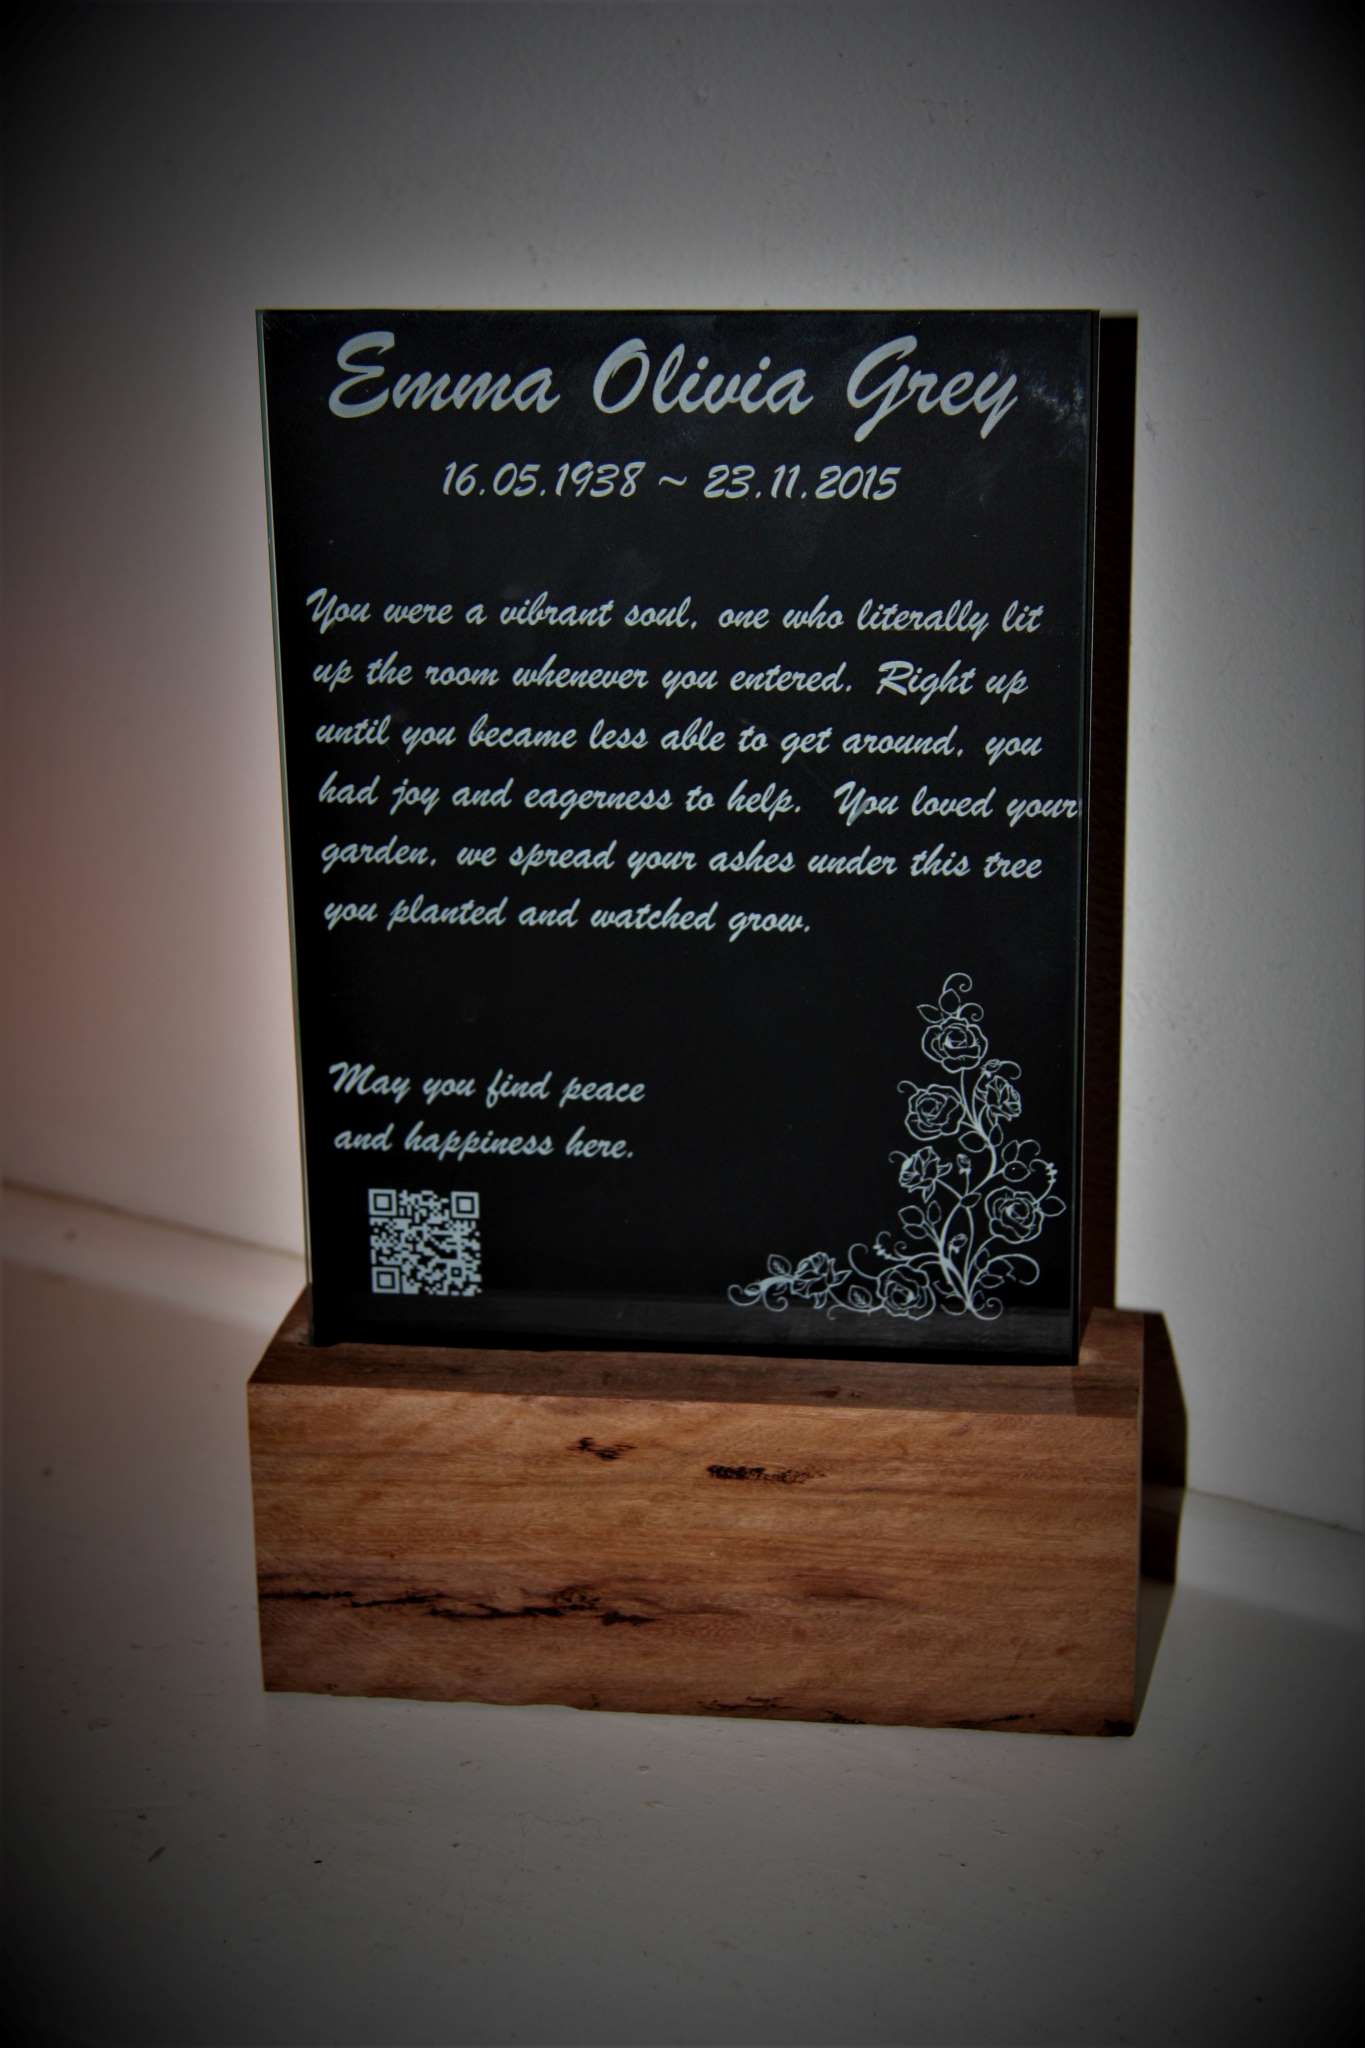 Emma Olivia Grey
16.05.1938 ~ 23.11.2015
You were a vibrant soul, one who literally lit
up the room whenever you entered. Right up
until you became less able to get around, you
had joy and eagerness to help. You loved your
garden, we spread your ashes under this tree
you planted and watched grow.
May you find peace
and happiness here.